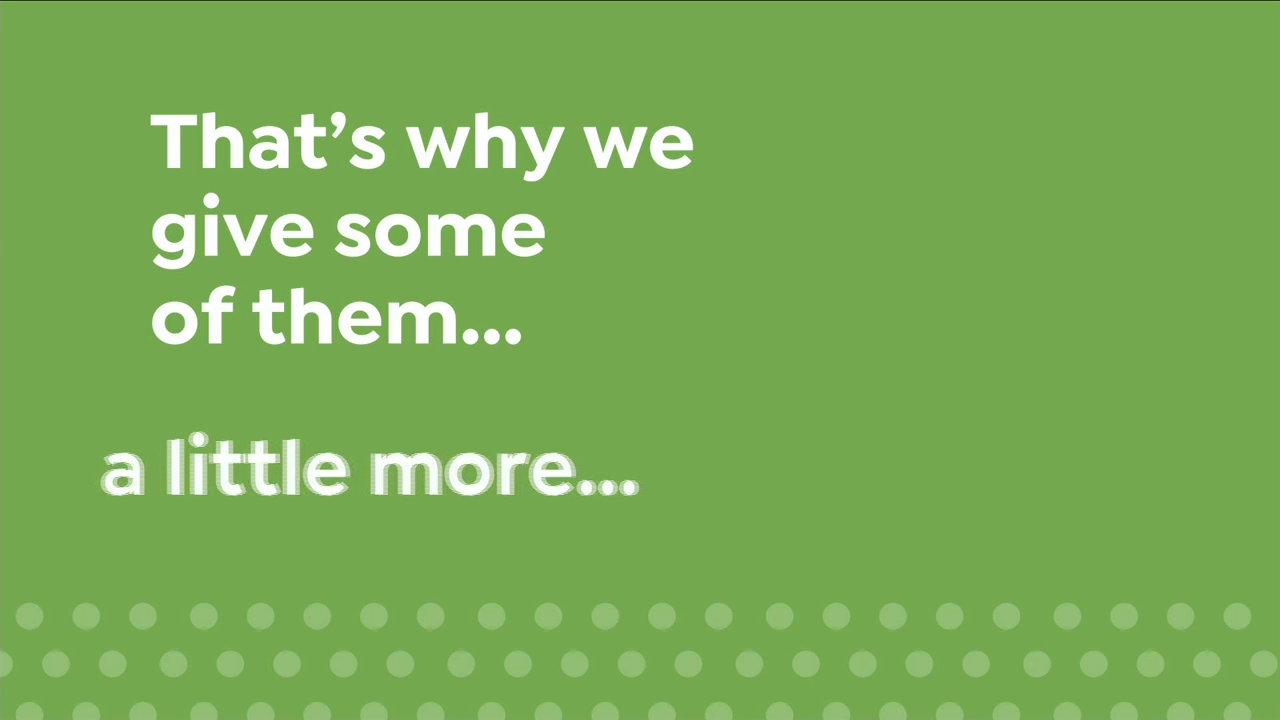 That’s why we
give some
of them...
a little more...